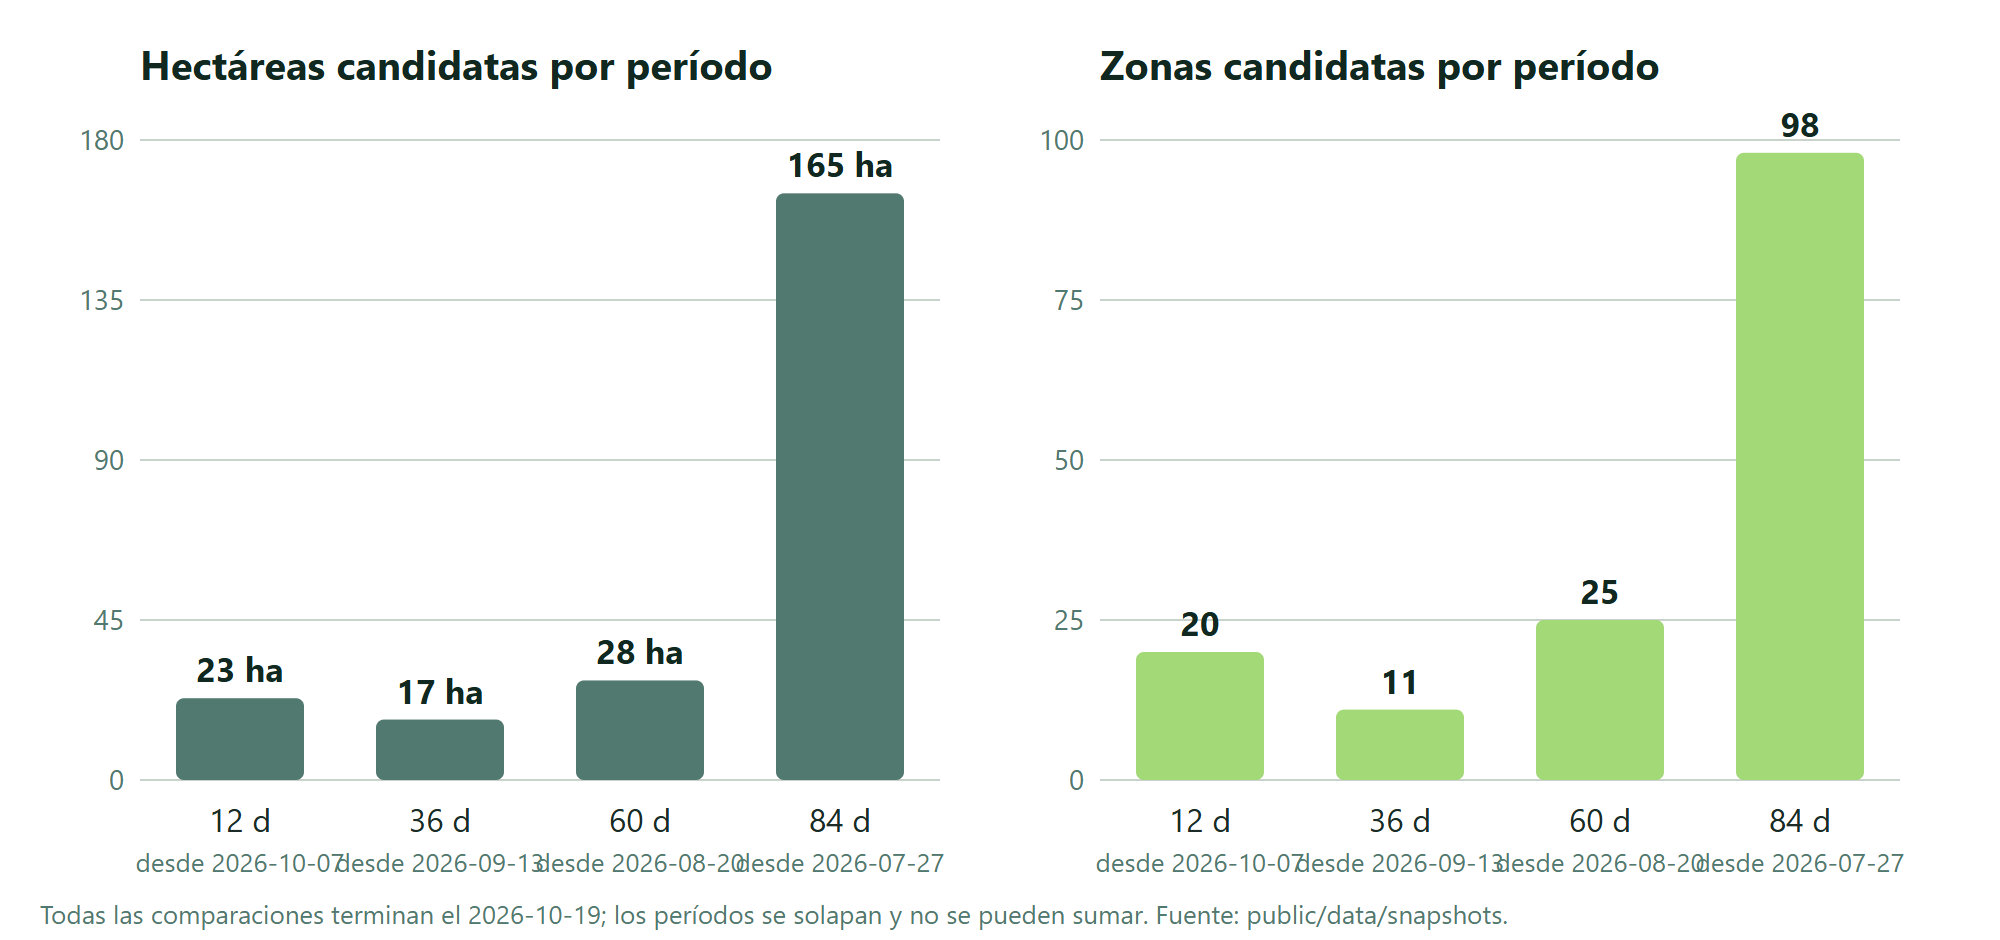 Hectáreas candidatas por período
180
135
90
45
0
23 ha
17 ha
28 ha
165 ha
12 d
36 d
60 d
84 d
desde 2026-10-07
desde 2026-09-13
desde 2026-08-20
desde 2026-07-27
Zonas candidatas por período
100
75
50
25
0
20
11
25
98
12 d
36 d
60 d
84 d
desde 2026-10-07
desde 2026-09-13
desde 2026-08-20
desde 2026-07-27
Todas las comparaciones terminan el 2026-10-19; los períodos se solapan y no se pueden sumar. Fuente: public/data/snapshots.